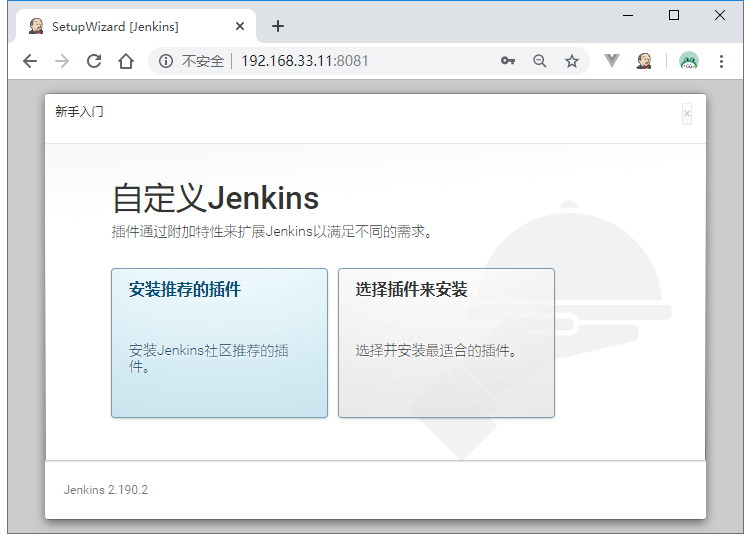 SetupWizard [Jenkins]
不安全 192.168.33.11:8081
新手入门
自定义Jenkins
插件通过附加特性来扩展Jenkins以满足不同的需求。
安装推荐的插件
安装Jenkins社区推荐的插
件。
选择插件来安装
选择并安装最适合的插件。
Jenkins 2.190.2